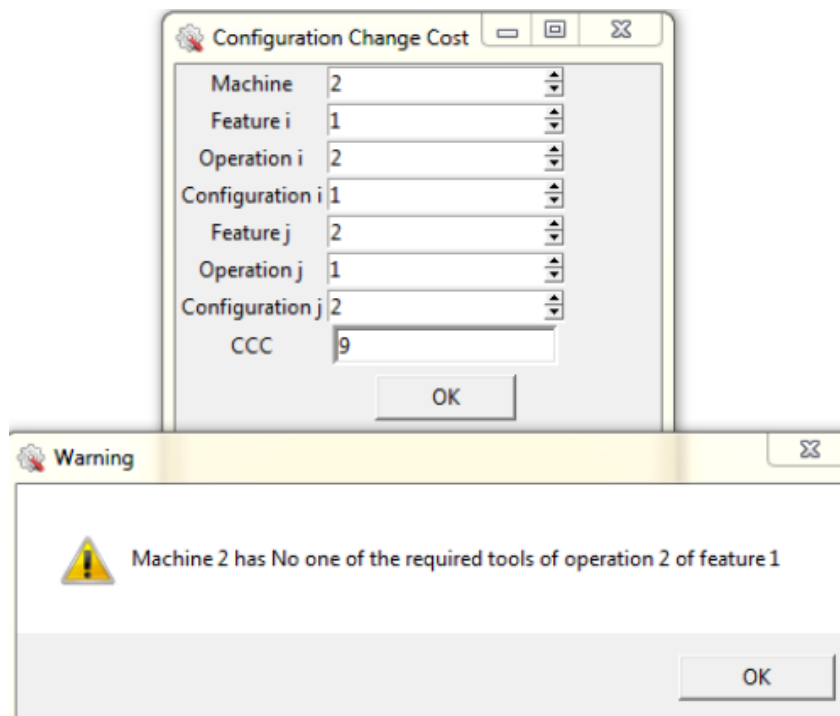 Configuration Change Cost
Machine 2
Feature i 1
Operation i 2
Configuration i 1
Feature j 2
Operation j 1
Configuration j 2
CCC 9
OK
Warning
Machine 2 has No one of the required tools of operation 2 of feature 1
OK